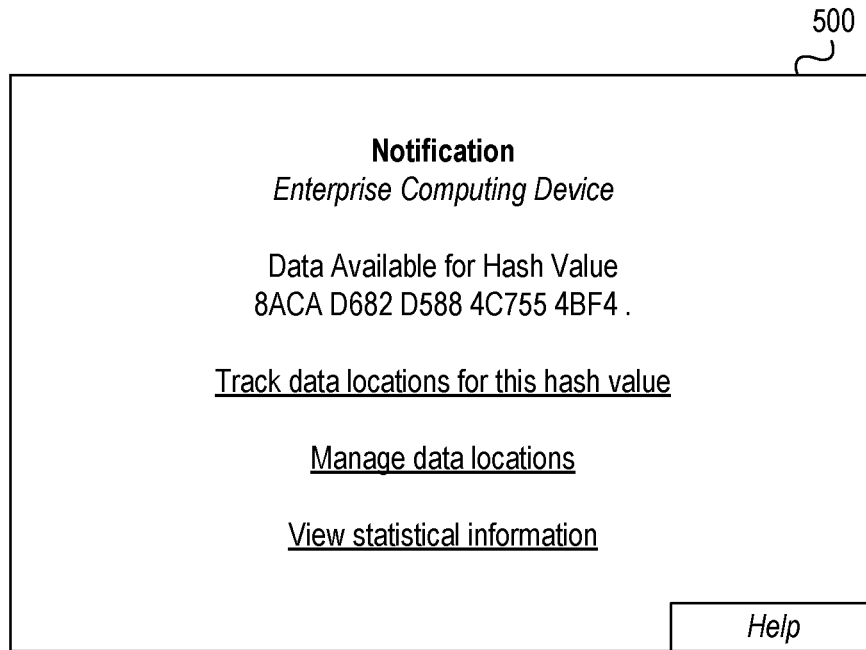 500
Notification
Enterprise Computing Device
Data Available for Hash Value
8ACA D682 D588 4C755 4BF4 .
Track data locations for this hash value
Manage data locations
View statistical information
Help